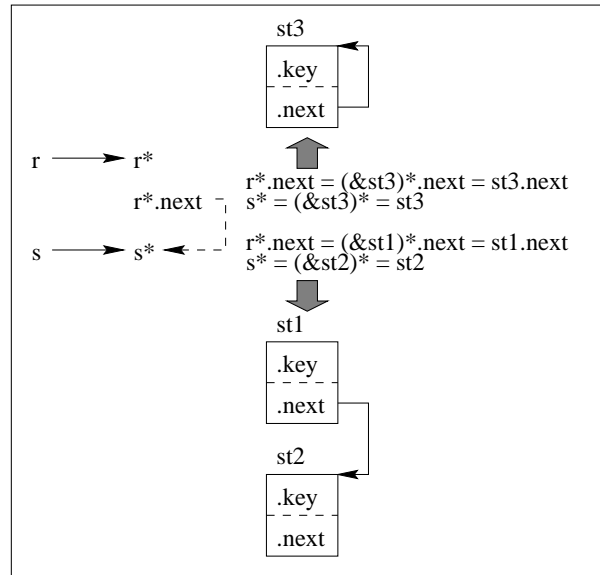 st3
.key
.next
r r*
r*.next
s s*
r*.next = (&st3)*.next = st3.next
s* = (&st3)* = st3
r*.next = (&st1)*.next = st1.next
s* = (&st2)* = st2
st1
.key
.next
st2
.key
.next